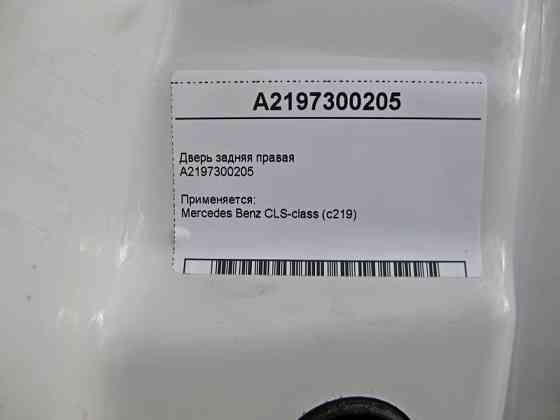 A2197300205
Дверь задняя правая
A2197300205
Применяется:
Mercedes Benz CLS-class (c219)